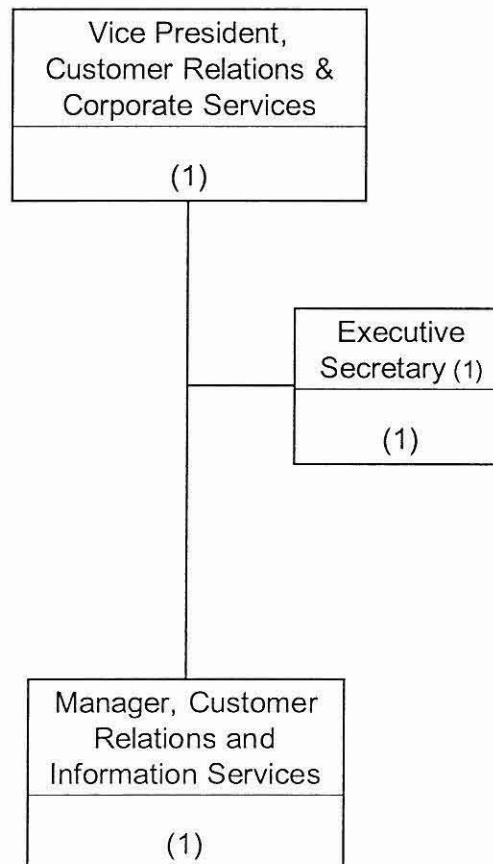 Vice President,
Customer Relations &
Corporate Services
(1)
Executive
Secretary (1)
(1)
Manager, Customer
Relations and
Information Services
(1)